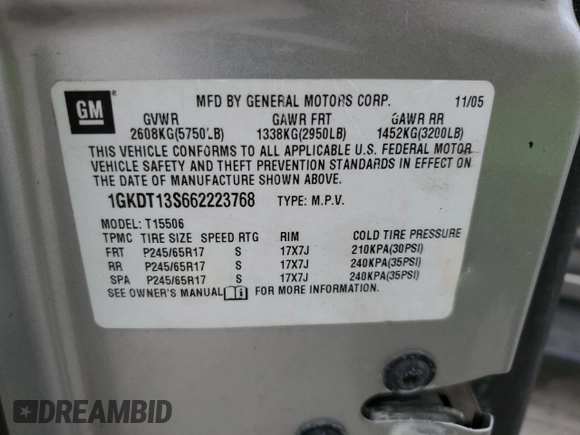 GM
MFD BY GENERAL MOTORS CORP. 11/05
GVWR GAWR FRT GAWR RR
2608KG(5750LB) 1338KG(2950LB) 1452KG(3200LB)
THIS VEHICLE CONFORMS TO ALL APPLICABLE U.S. FEDERAL MOTOR
VEHICLE SAFETY AND THEFT PREVENTION STANDARDS IN EFFECT ON
THE DATE OF MANUFACTURE SHOWN ABOVE.
1GKDT13S662223768 TYPE: M.P.V.
MODEL: T15506
TPMC TIRE SIZE SPEED RTG RIM COLD TIRE PRESSURE
FRT P245/65R17 S 17X7J 210KPA(30PSI)
RR P245/65R17 S 17X7J 240KPA(35PSI)
SPA P245/65R17 S 17X7J 240KPA(35PSI)
SEE OWNER'S MANUAL i FOR MORE INFORMATION.
DREAMBID